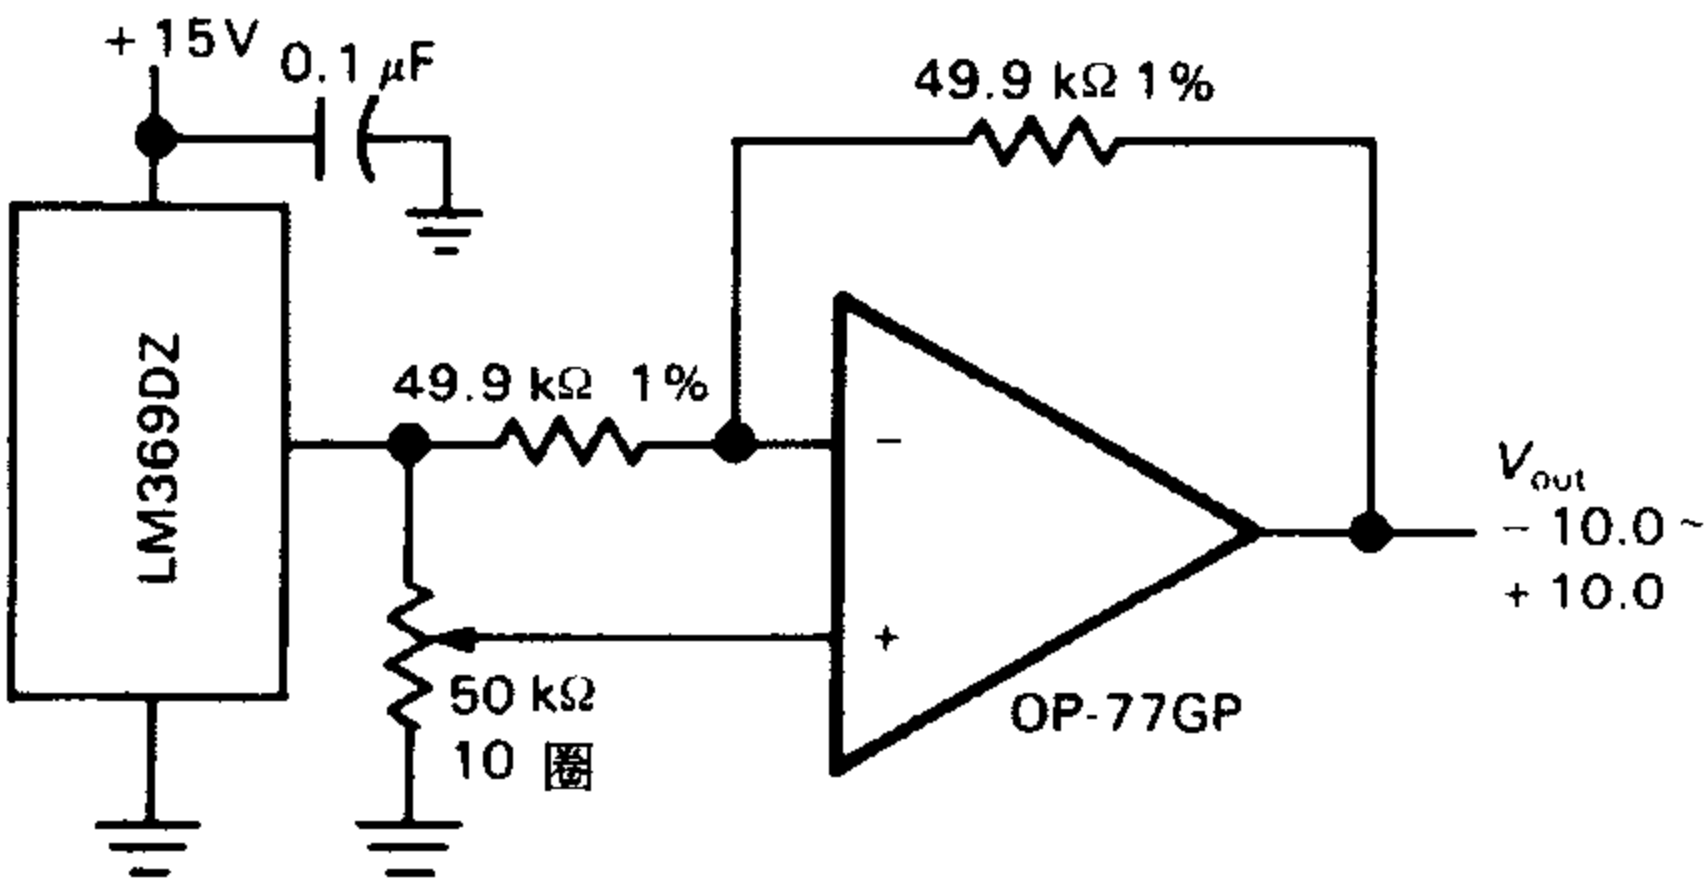 + 15V
0.1 µF
49.9 kΩ 1%
LM369DZ
49.9 kΩ 1%
−
+
50 kΩ
10 圈
OP-77GP
Vout
− 10.0 ~
+ 10.0